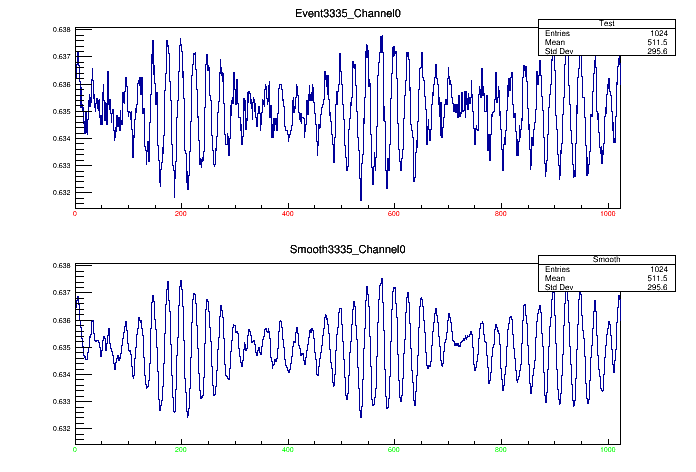 Event3335_Channel0
Test
Entries 1024
Mean 511.5
Std Dev 295.6
0.638
0.637
0.636
0.635
0.634
0.633
0.632
0 200 400 600 800 1000
Smooth3335_Channel0
Smooth
Entries 1024
Mean 511.5
Std Dev 295.6
0.638
0.637
0.636
0.635
0.634
0.633
0.632
0 200 400 600 800 1000